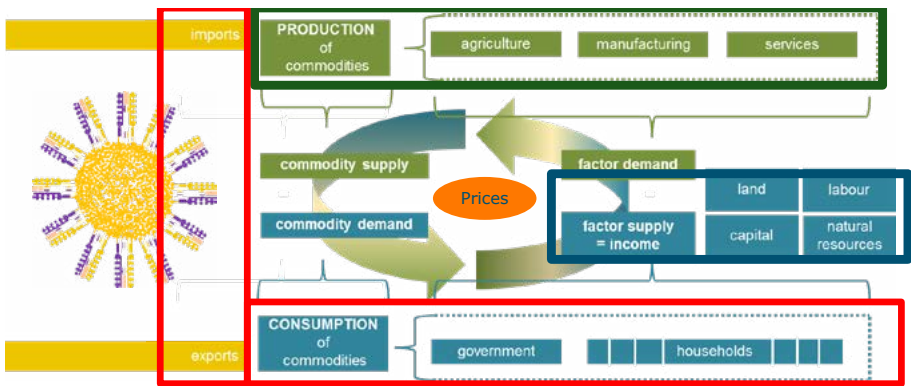 imports
PRODUCTION
of
commodities
agriculture
manufacturing
services
commodity supply
factor demand
Prices
land
labour
commodity demand
factor supply
= income
capital
natural
resources
CONSUMPTION
of
commodities
government
households
exports